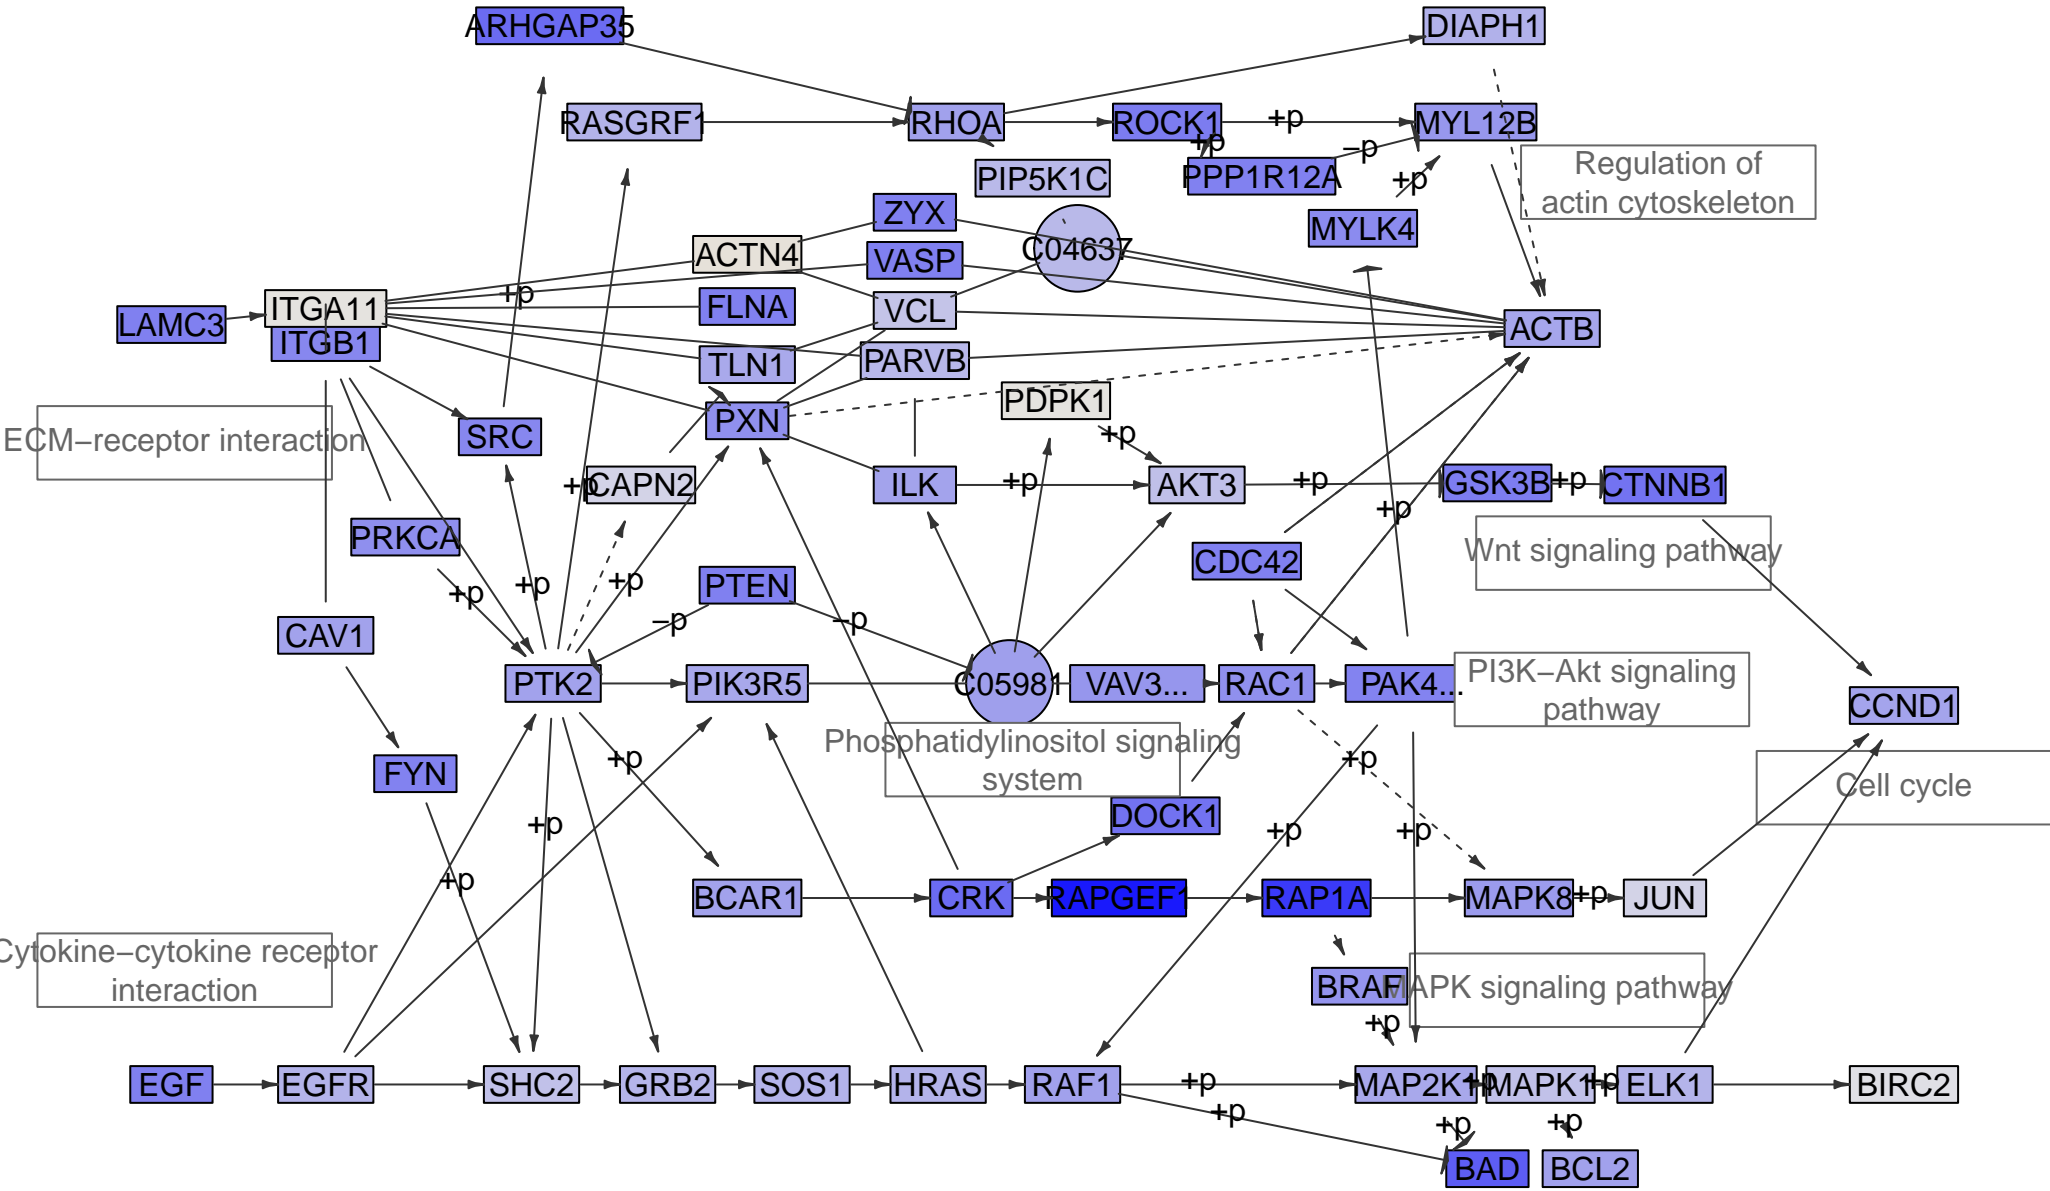 ARHGAP35
DIAPH1
RASGRF1
RHOA
ROCK1
+p
MYL12B
+p
−p
PIP5K1C
PPP1R12A
+p
Regulation of
actin cytoskeleton
ZYX
MYLK4
ACTN4
VASP
C04637
+p
ITGA11
FLNA
VCL
LAMC3
ITGB1
ACTB
TLN1
PARVB
PDPK1
PXN
+p
ECM−receptor interaction
SRC
+p
CAPN2
ILK
+p
AKT3
+p
GSK3B
+p
CTNNB1
+p
PRKCA
Wnt signaling pathway
CDC42
+p
+p
+p
PTEN
−p
−p
CAV1
PTK2
PIK3R5
C05981
VAV3...
RAC1
PAK4...
PI3K−Akt signaling
pathway
CCND1
Phosphatidylinositol signaling
system
+p
+p
FYN
Cell cycle
DOCK1
+p
+p
+p
+p
BCAR1
CRK
RAPGEF1
RAP1A
MAPK8
+p
JUN
Cytokine−cytokine receptor
interaction
BRAF
MAPK signaling pathway
+p
EGF
EGFR
SHC2
GRB2
SOS1
HRAS
RAF1
+p
MAP2K1
+p
MAPK1
+p
ELK1
BIRC2
+p
+p
+p
BAD
BCL2